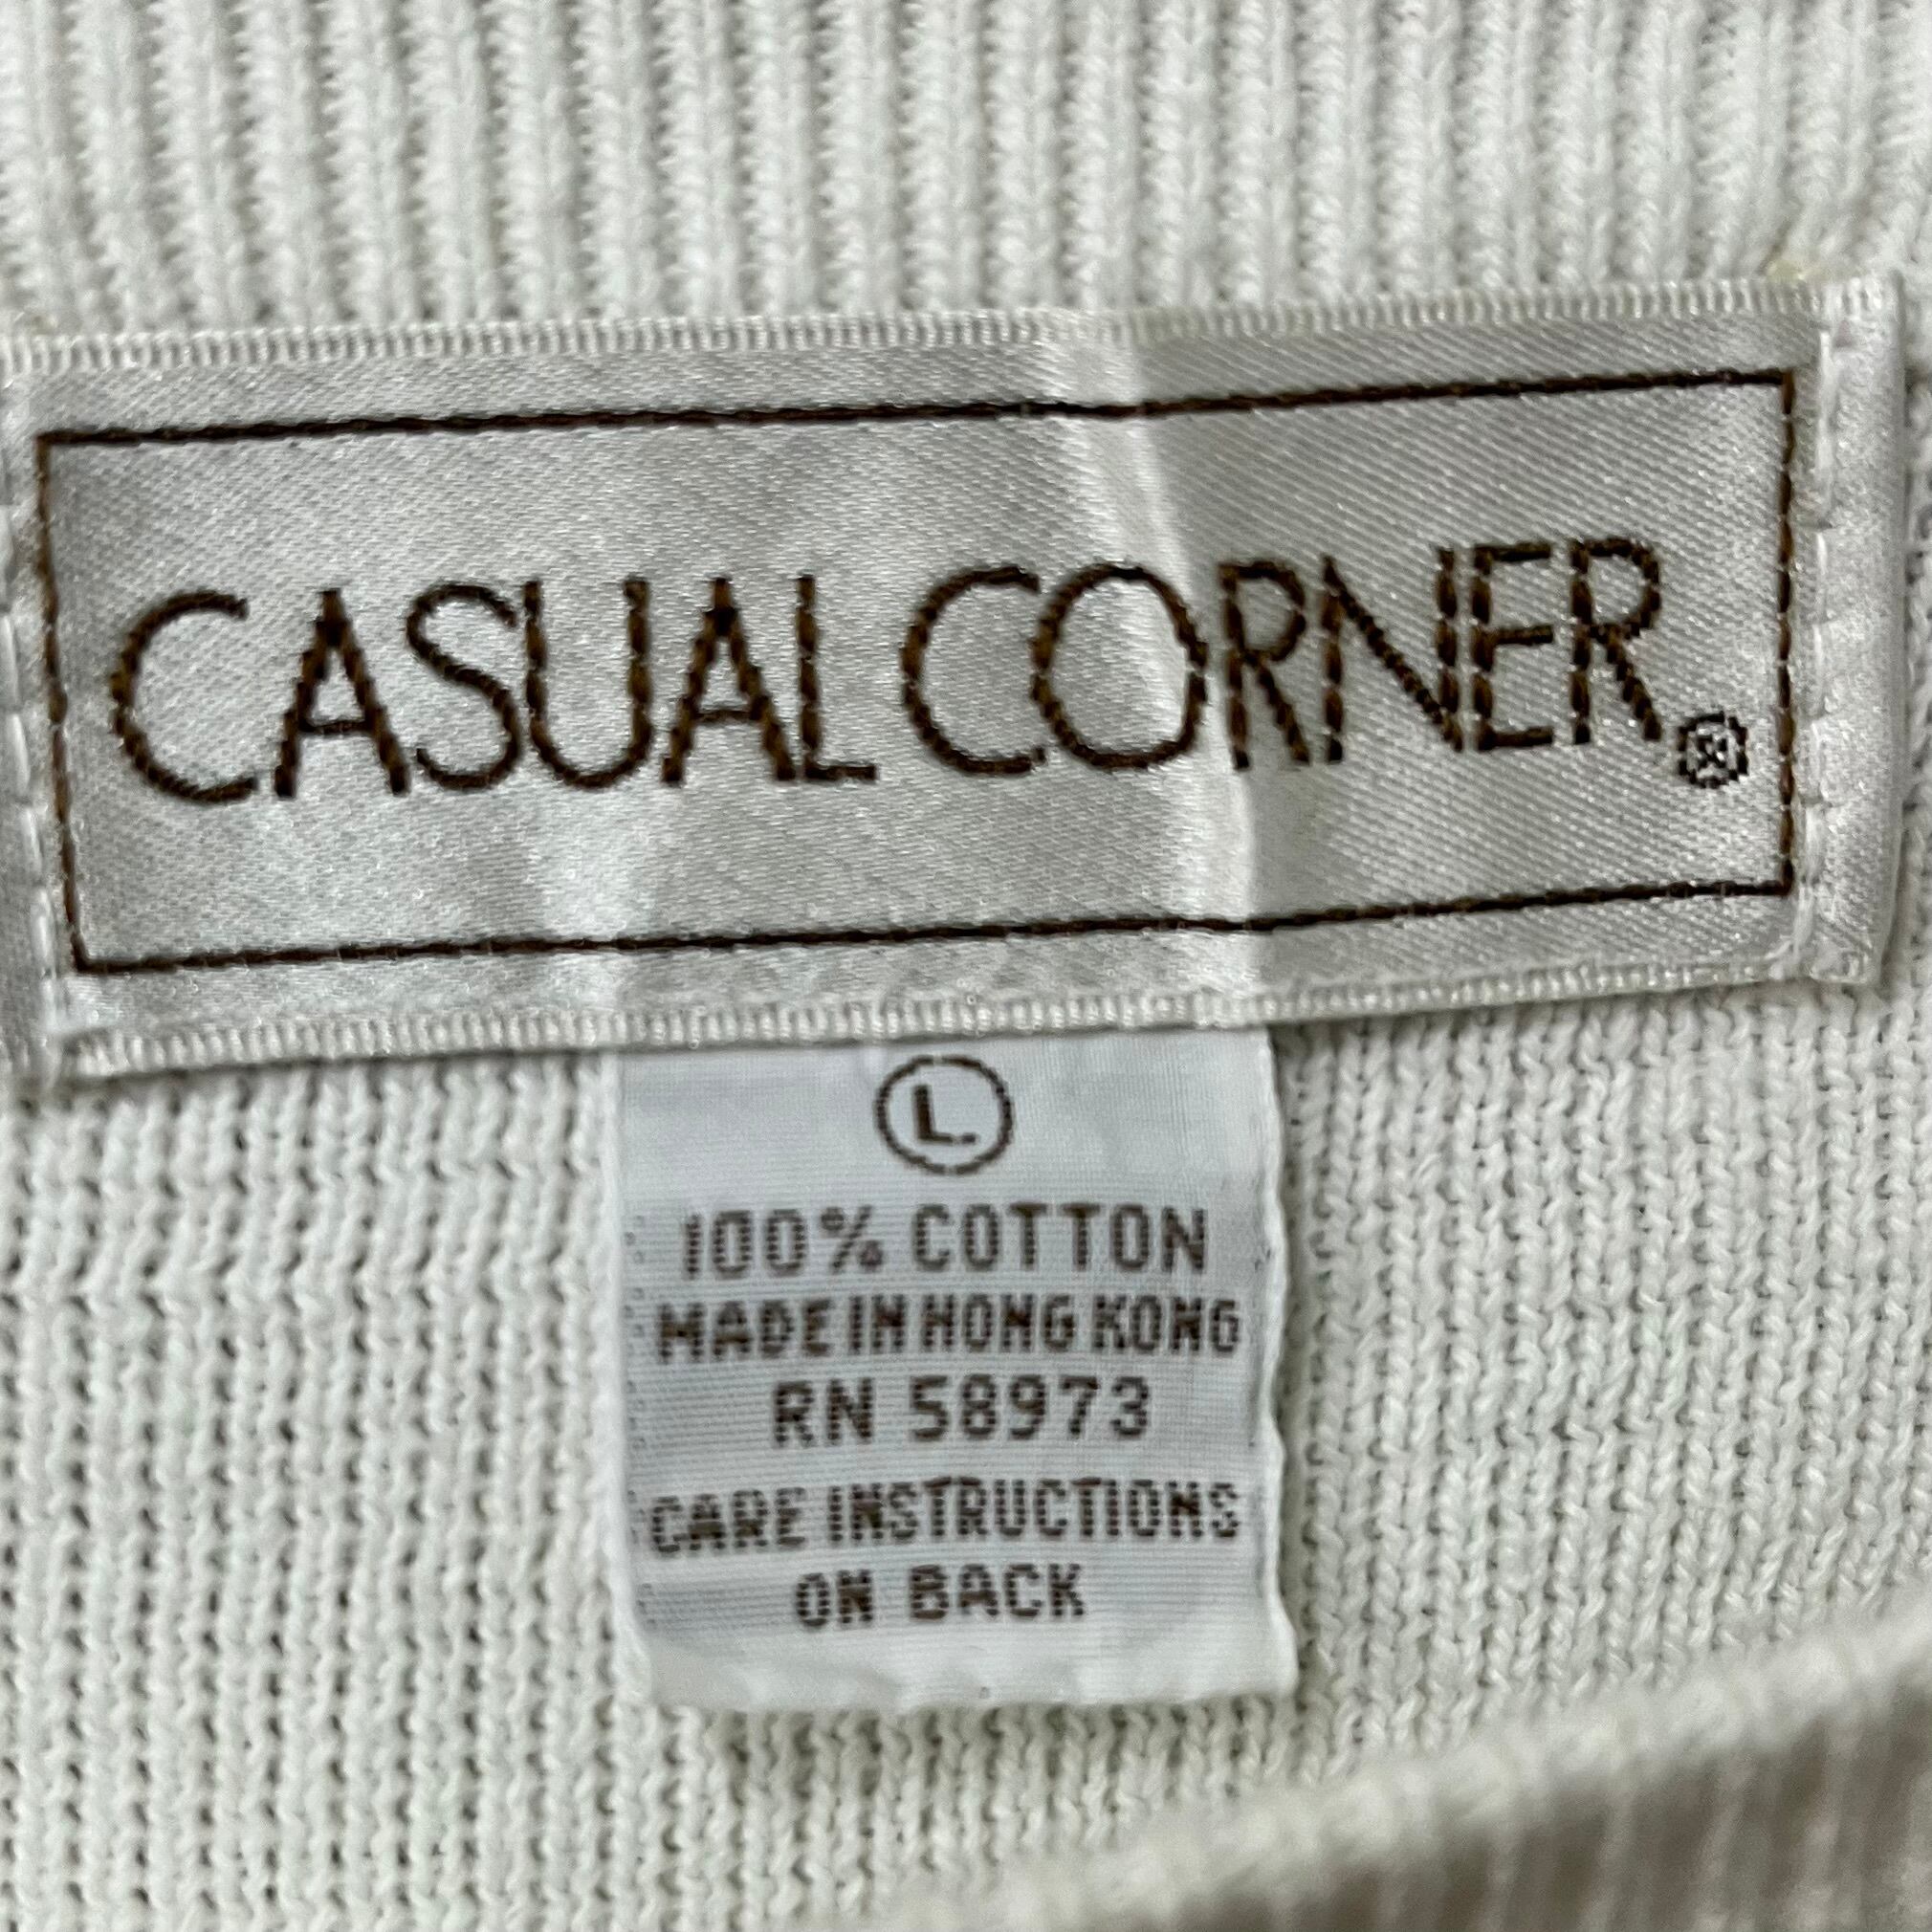 CASUAL CORNER®
L
100% COTTON
MADE IN HONG KONG
RN 58973
CARE INSTRUCTIONS
ON BACK